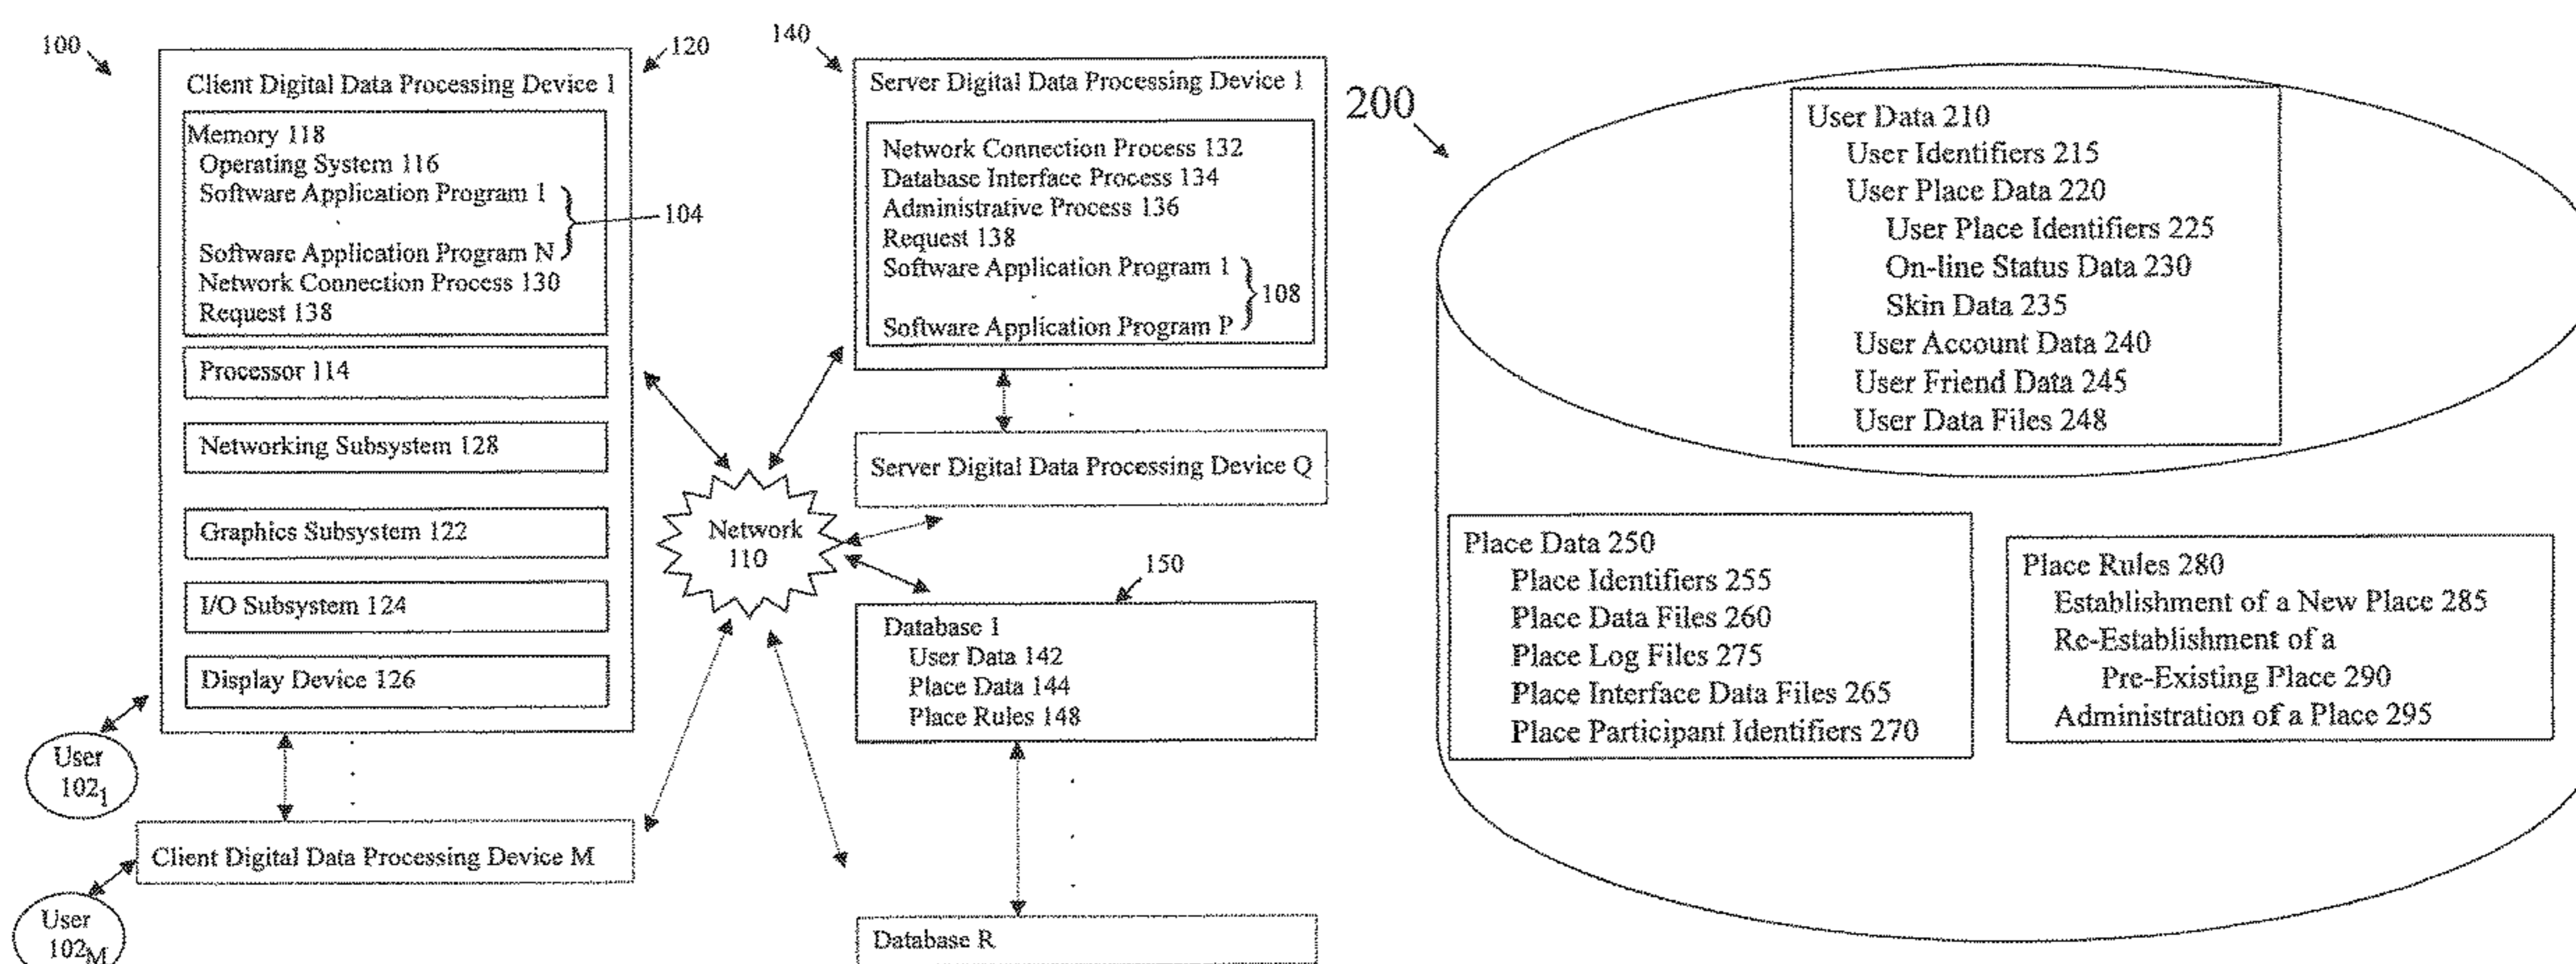 100
120
Client Digital Data Processing Device 1
Memory 118
Operating System 116
Software Application Program 1
104
Software Application Program N
Network Connection Process 130
Request 138
Processor 114
Networking Subsystem 128
Graphics Subsystem 122
I/O Subsystem 124
Display Device 126
User
102₁
Client Digital Data Processing Device M
User
102M
Network
110
140
Server Digital Data Processing Device 1
Network Connection Process 132
Database Interface Process 134
Administrative Process 136
Request 138
Software Application Program 1
108
Software Application Program P
Server Digital Data Processing Device Q
150
Database 1
User Data 142
Place Data 144
Place Rules 148
Database R
200
User Data 210
User Identifiers 215
User Place Data 220
User Place Identifiers 225
On-line Status Data 230
Skin Data 235
User Account Data 240
User Friend Data 245
User Data Files 248
Place Data 250
Place Identifiers 255
Place Data Files 260
Place Log Files 275
Place Interface Data Files 265
Place Participant Identifiers 270
Place Rules 280
Establishment of a New Place 285
Re-Establishment of a
Pre-Existing Place 290
Administration of a Place 295